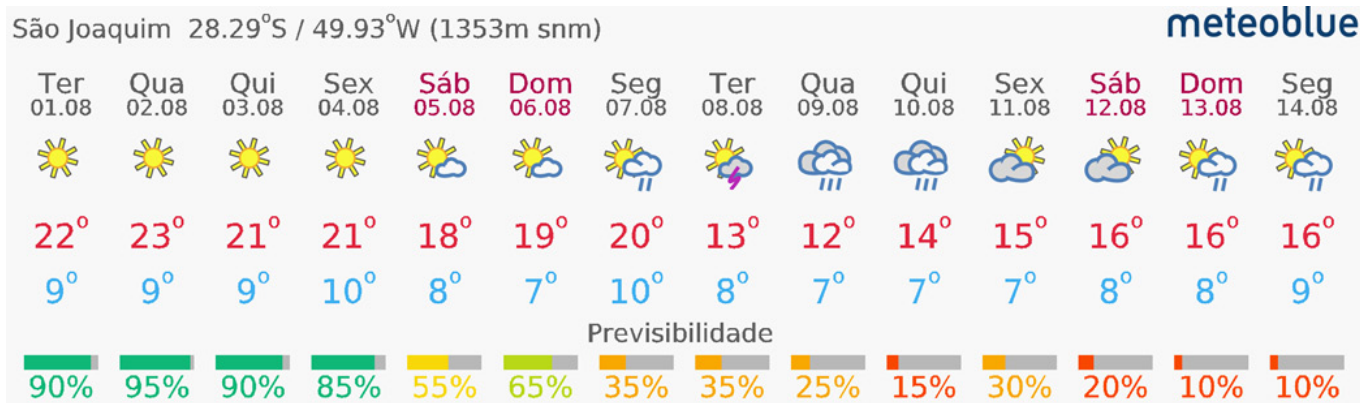 São Joaquim 28.29°S / 49.93°W (1353m snm)
meteoblue
Ter Qua Qui Sex Sáb Dom Seg Ter Qua Qui Sex Sáb Dom Seg
01.08 02.08 03.08 04.08 05.08 06.08 07.08 08.08 09.08 10.08 11.08 12.08 13.08 14.08
22° 23° 21° 21° 18° 19° 20° 13° 12° 14° 15° 16° 16° 16°
9° 9° 9° 10° 8° 7° 10° 8° 7° 7° 7° 8° 8° 9°
Previsibilidade
90% 95% 90% 85% 55% 65% 35% 35% 25% 15% 30% 20% 10% 10%